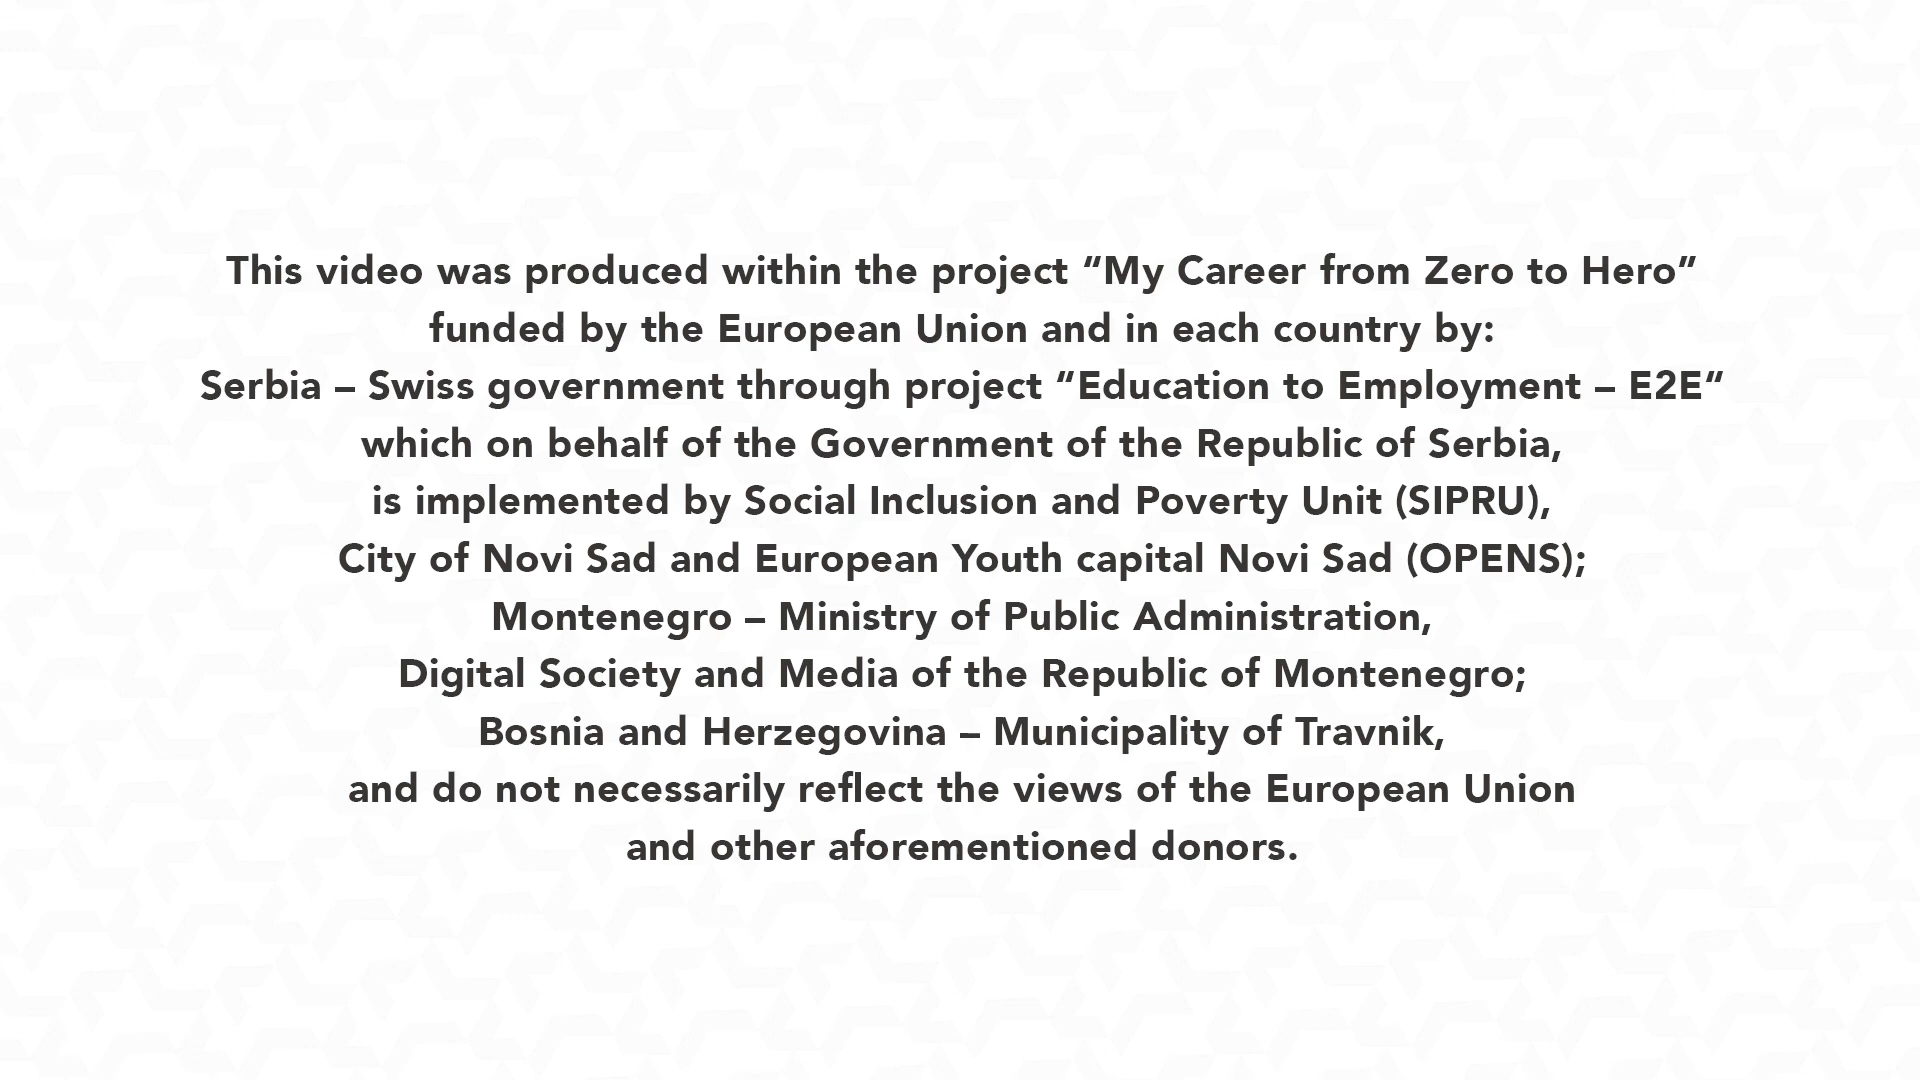 This video was produced within the project “My Career from Zero to Hero”
funded by the European Union and in each country by:
Serbia – Swiss government through project “Education to Employment – E2E”
which on behalf of the Government of the Republic of Serbia,
is implemented by Social Inclusion and Poverty Unit (SIPRU),
City of Novi Sad and European Youth capital Novi Sad (OPENS);
Montenegro – Ministry of Public Administration,
Digital Society and Media of the Republic of Montenegro;
Bosnia and Herzegovina – Municipality of Travnik,
and do not necessarily reflect the views of the European Union
and other aforementioned donors.